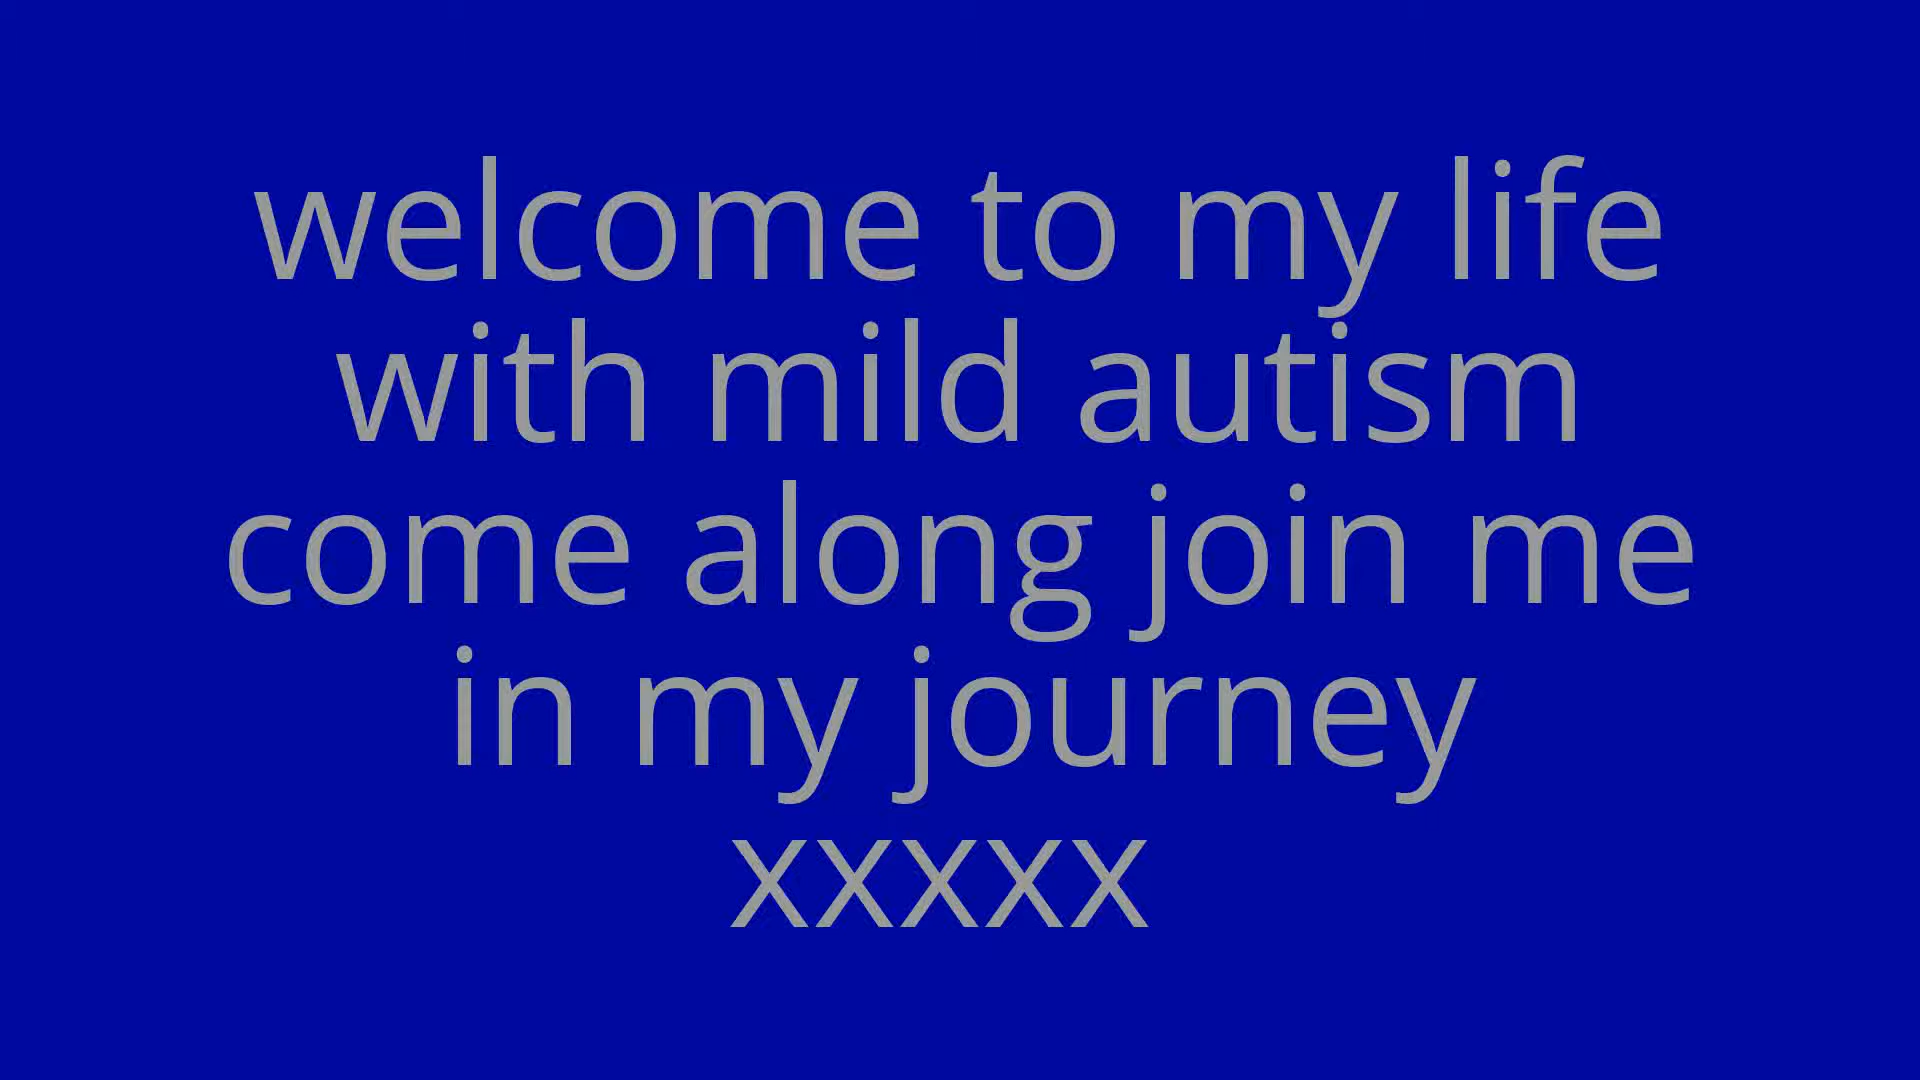 welcome to my life
with mild autism
come along join me
in my journey
xxxxx